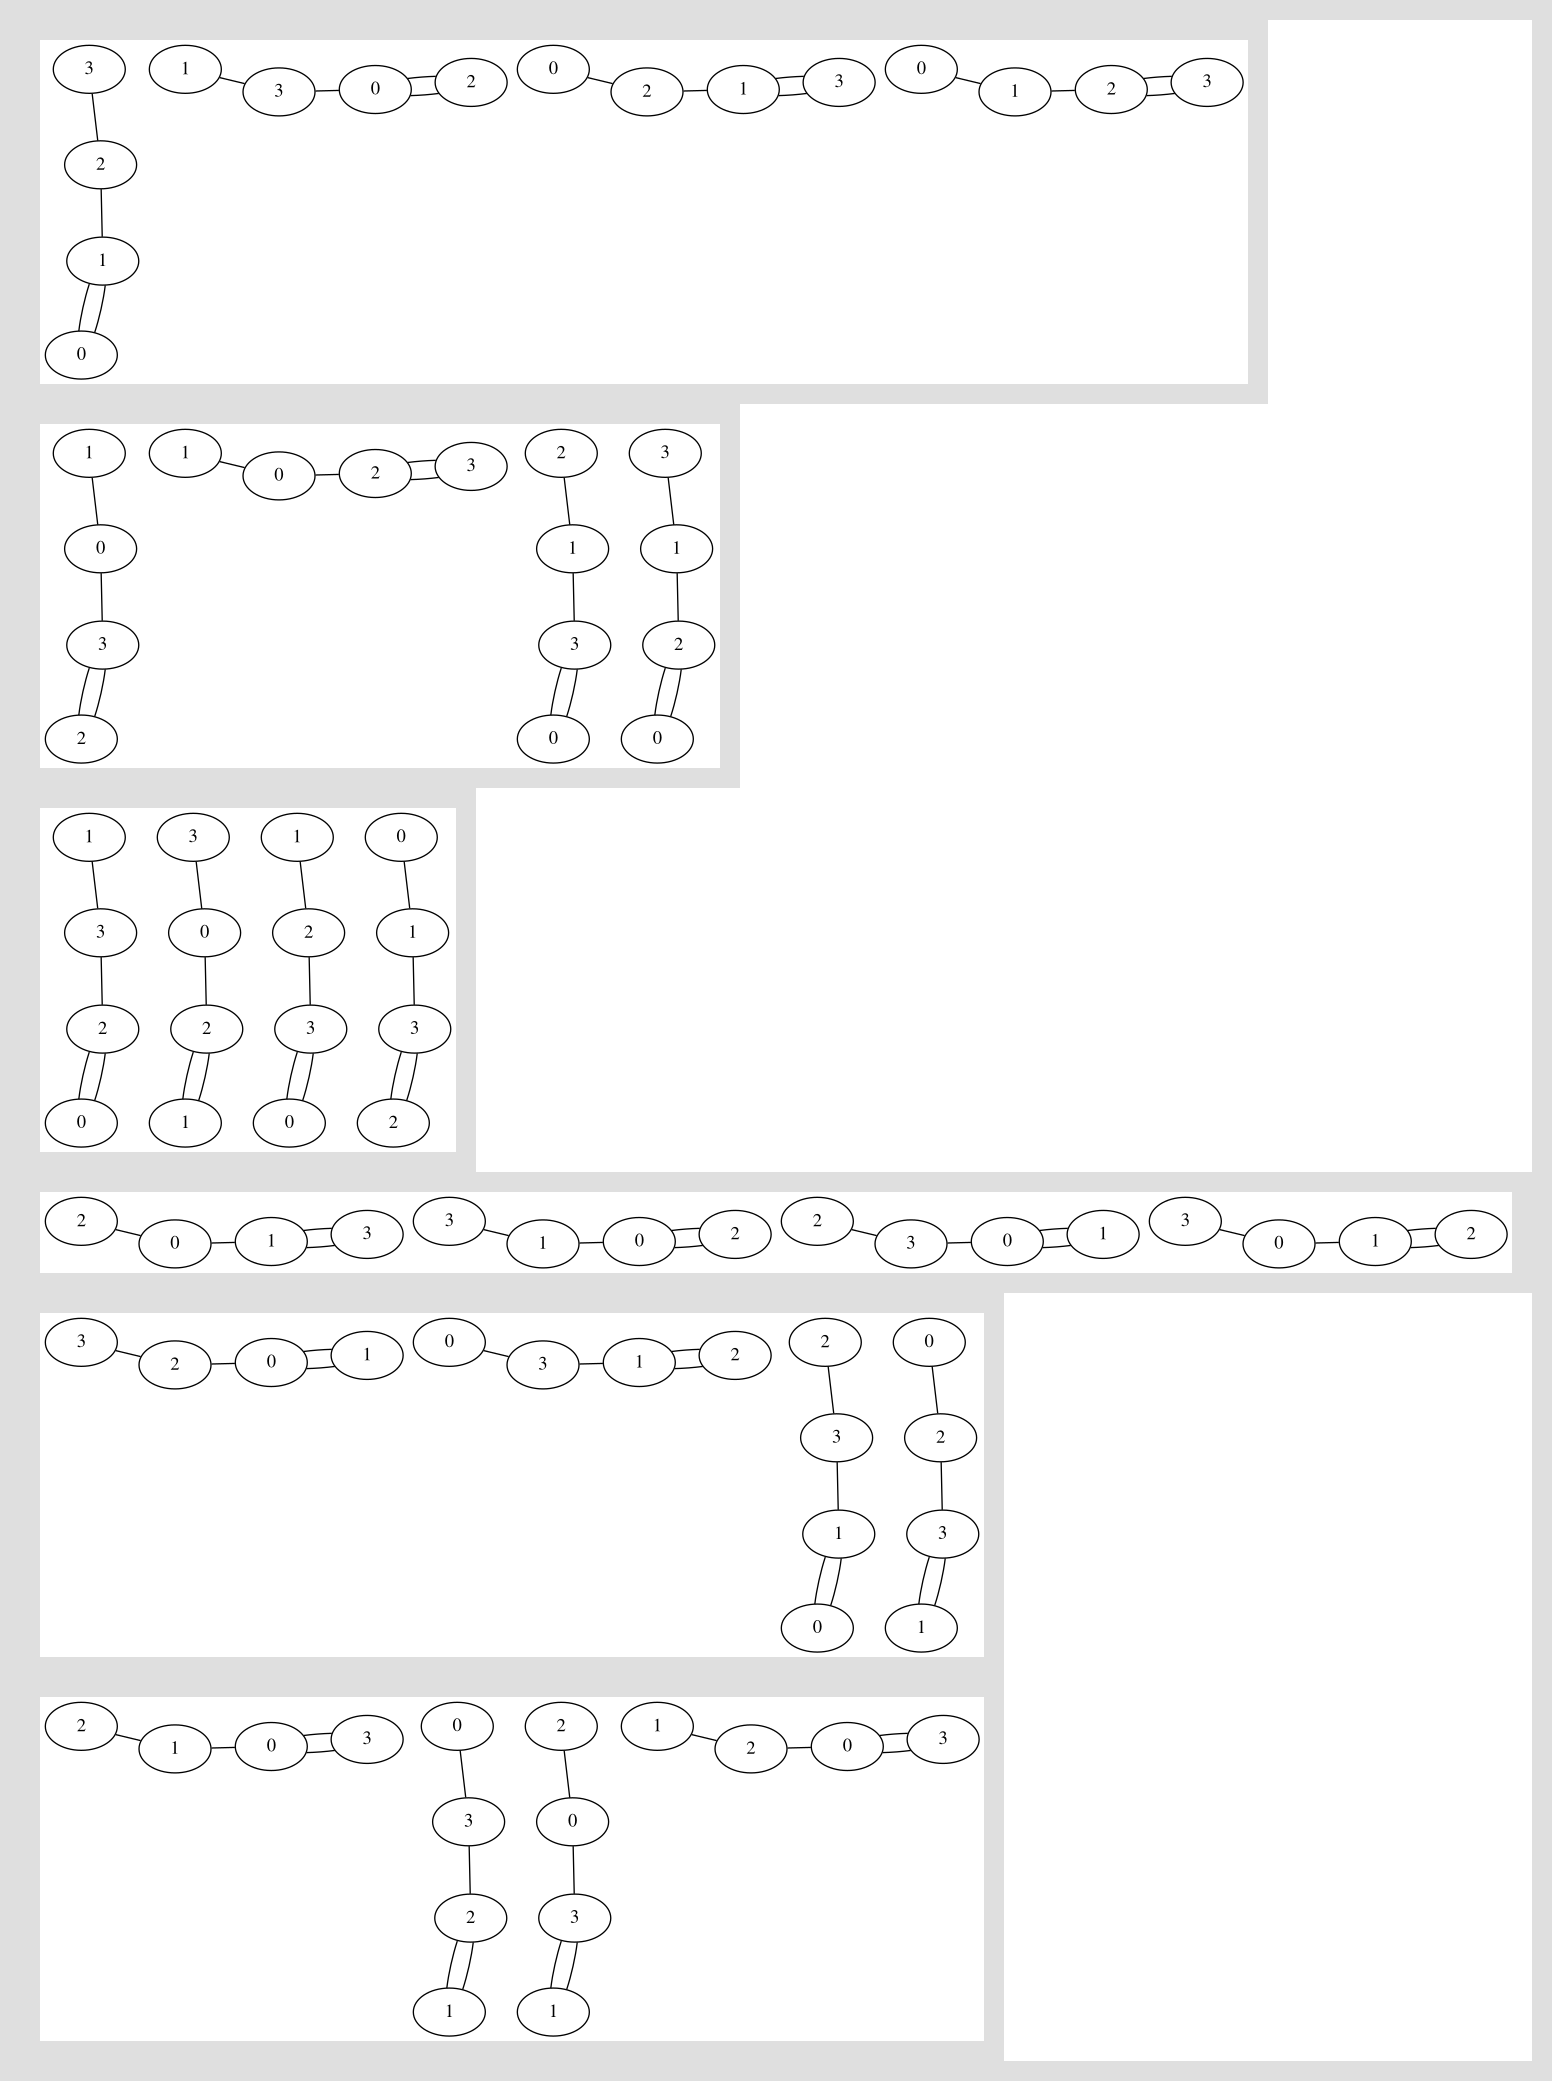 3 1 3 0 2 0 2 1 3 0 1 2 3
2
1
0
1 1 0 2 3 2 3
0 1 1
3 3 2
2 0 0
1 3 1 0
3 0 2 1
2 2 3 3
0 1 0 2
2 0 1 3 3 1 0 2 2 3 0 1 3 0 1 2
3 2 0 1 0 3 1 2 2 0
3 2
1 3
0 1
2 1 0 3 0 2 1 2 0 3
3 0
2 3
1 1